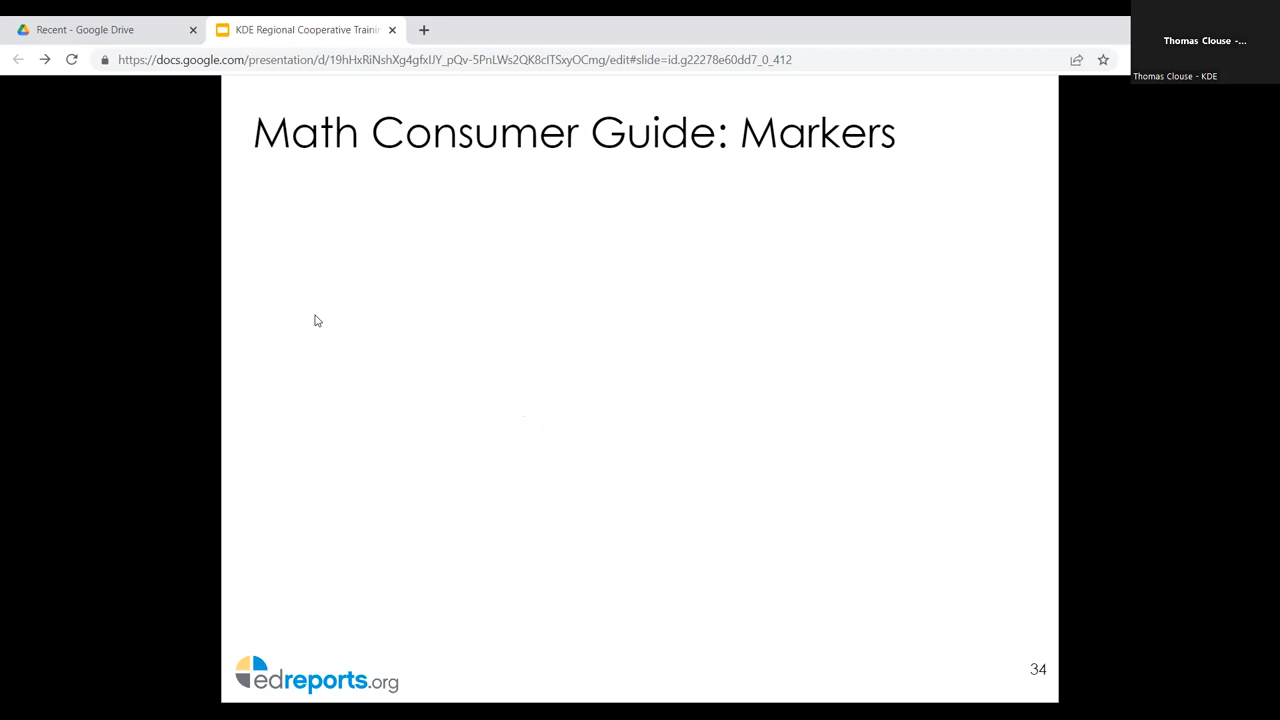 Recent - Google Drive
KDE Regional Cooperative Trainin
https://docs.google.com/presentation/d/19hHxRiNshXg4gfxIJY_pQv-5PnLWs2QK8cITSxyOCmg/edit#slide=id.g22278e60dd7_0_412
Thomas Clouse -...
Thomas Clouse - KDE
Math Consumer Guide: Markers
edreports.org
34